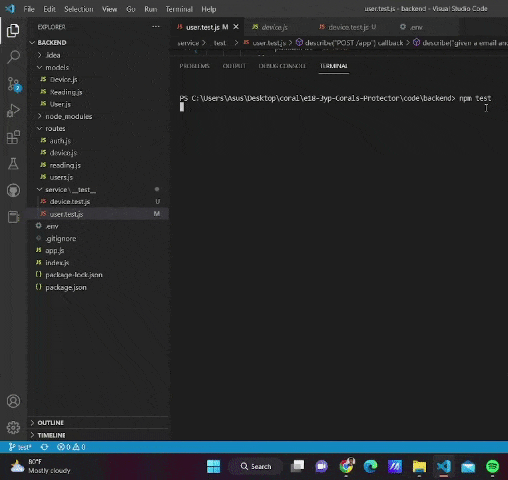 File Edit Selection View Go Run Terminal Help user.test.js - backend - Visual Studio Code
EXPLORER ...
user.test.js M
device.js
device.test.js U
.env
BACKEND
service > __test__ > user.test.js > describe("POST /app") callback > describe("given a email and
.idea
models
Device.js
Reading.js
User.js
node_modules
routes
auth.js
device.js
reading.js
users.js
service\__test__
device.test.js U
user.test.js M
.env
.gitignore
app.js
index.js
package-lock.json
package.json
OUTLINE
TIMELINE
PROBLEMS OUTPUT DEBUG CONSOLE TERMINAL
PS C:\Users\Asus\Desktop\coral\e18-3yp-Corals-Protector\code\backend> npm test
2
test* 0 0
80°F
Mostly cloudy
Search